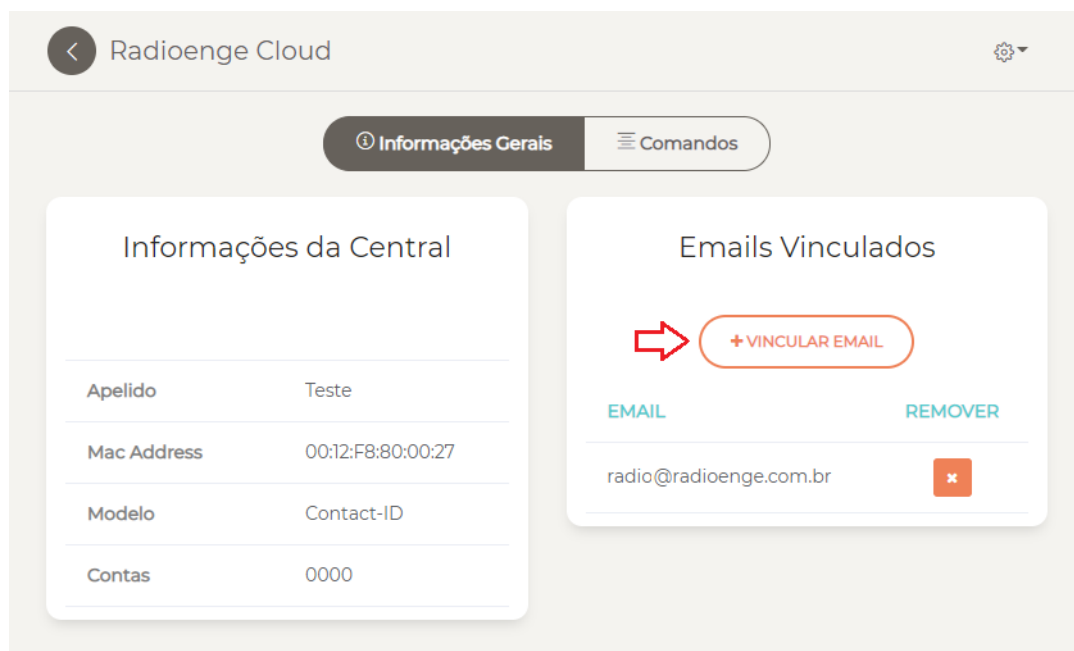 Radioenge Cloud
Informações Gerais
Comandos
Informações da Central
Apelido Teste
Mac Address 00:12:F8:80:00:27
Modelo Contact-ID
Contas 0000
Emails Vinculados
+ VINCULAR EMAIL
EMAIL REMOVER
radio@radioenge.com.br